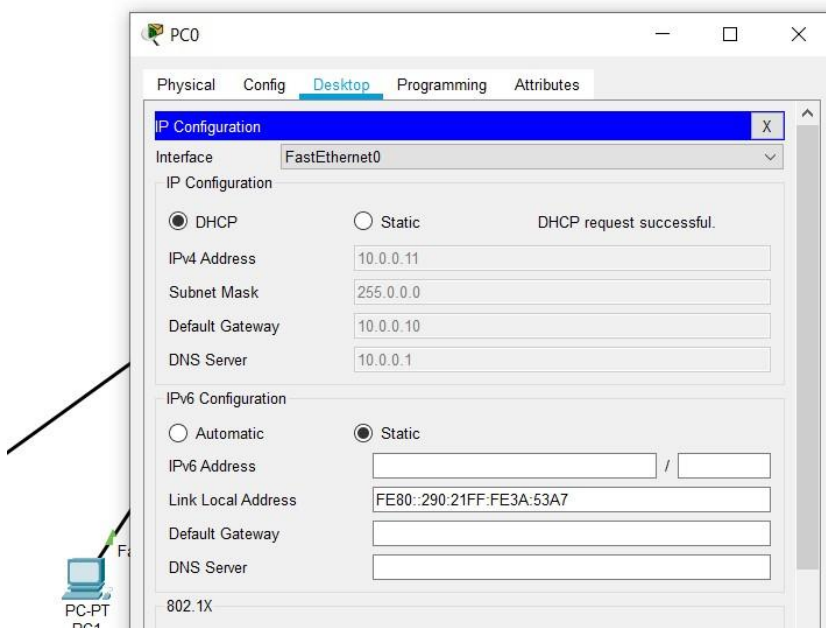 PC0
Physical Config Desktop Programming Attributes
IP Configuration X
Interface FastEthernet0
IP Configuration
DHCP Static DHCP request successful.
IPv4 Address 10.0.0.11
Subnet Mask 255.0.0.0
Default Gateway 10.0.0.10
DNS Server 10.0.0.1
IPv6 Configuration
Automatic Static
IPv6 Address /
Link Local Address FE80::290:21FF:FE3A:53A7
Default Gateway
DNS Server
802.1X
Fa
PC-PT
PC1